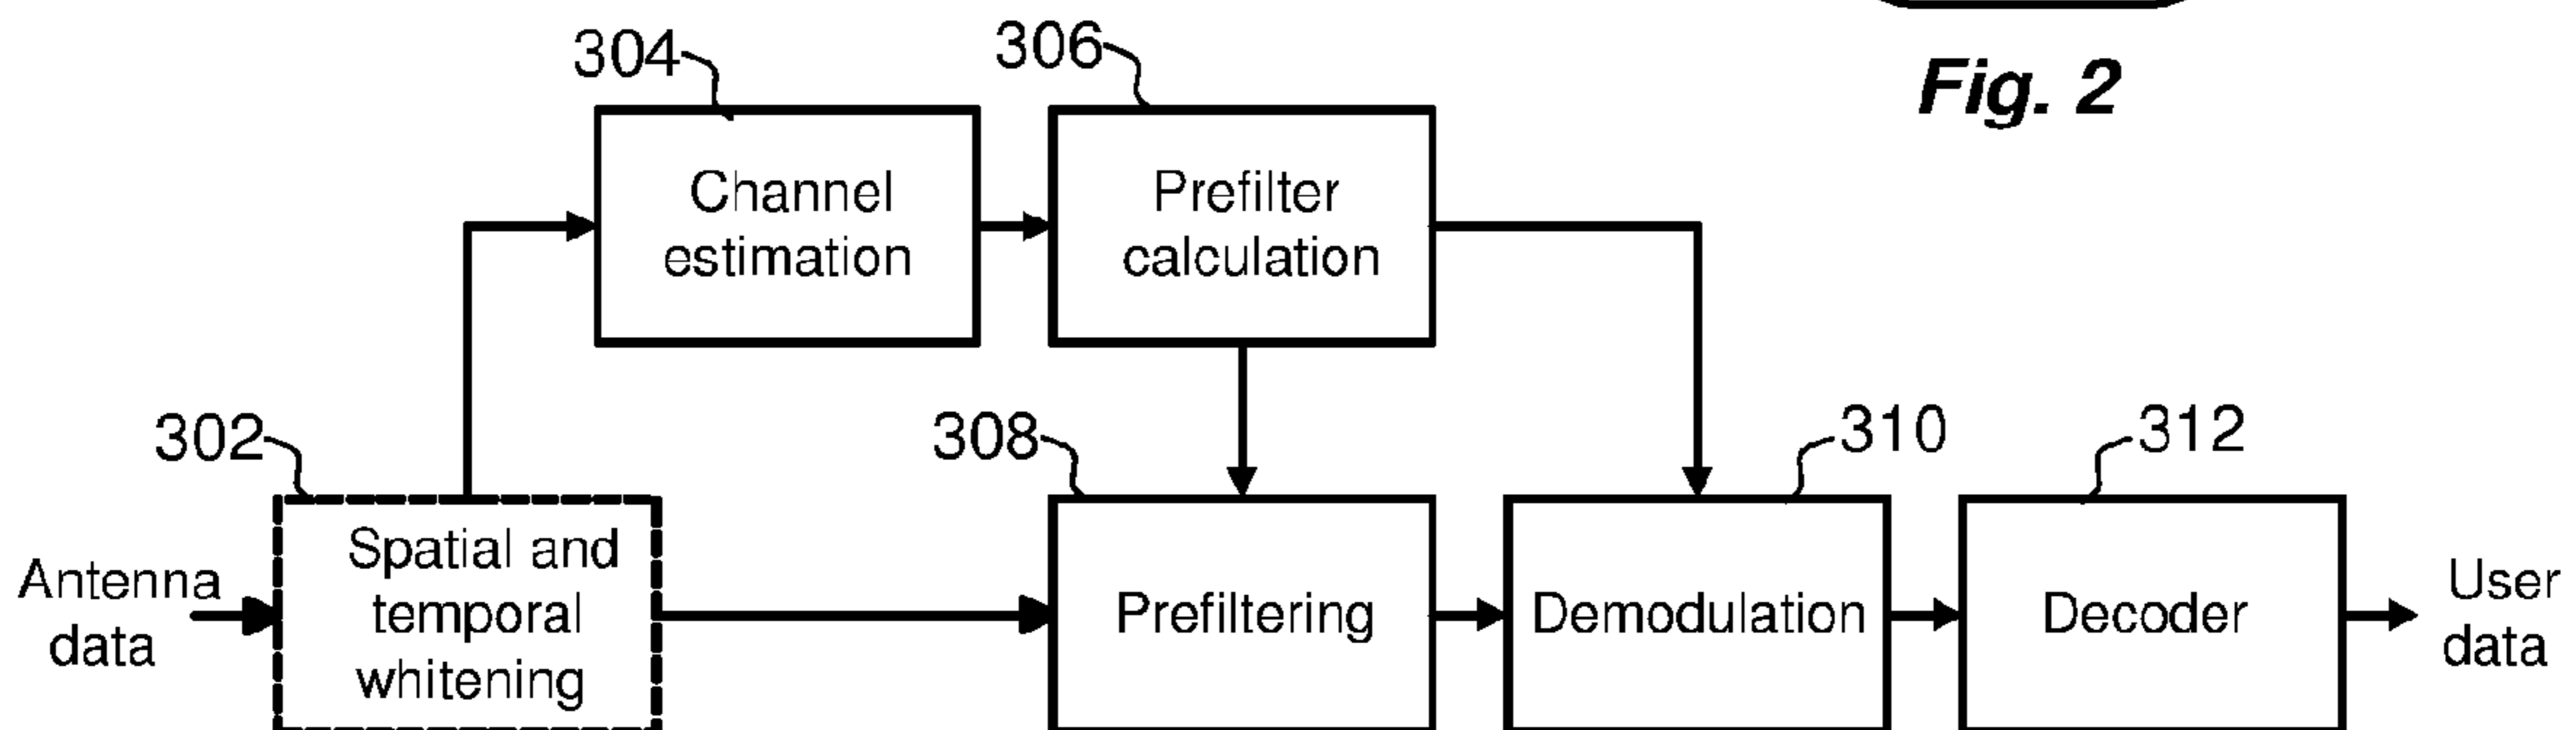 Fig. 2
304
306
Channel
estimation
Prefilter
calculation
302
308
310
312
Antenna
data
Spatial and
temporal
whitening
Prefiltering
Demodulation
Decoder
User
data